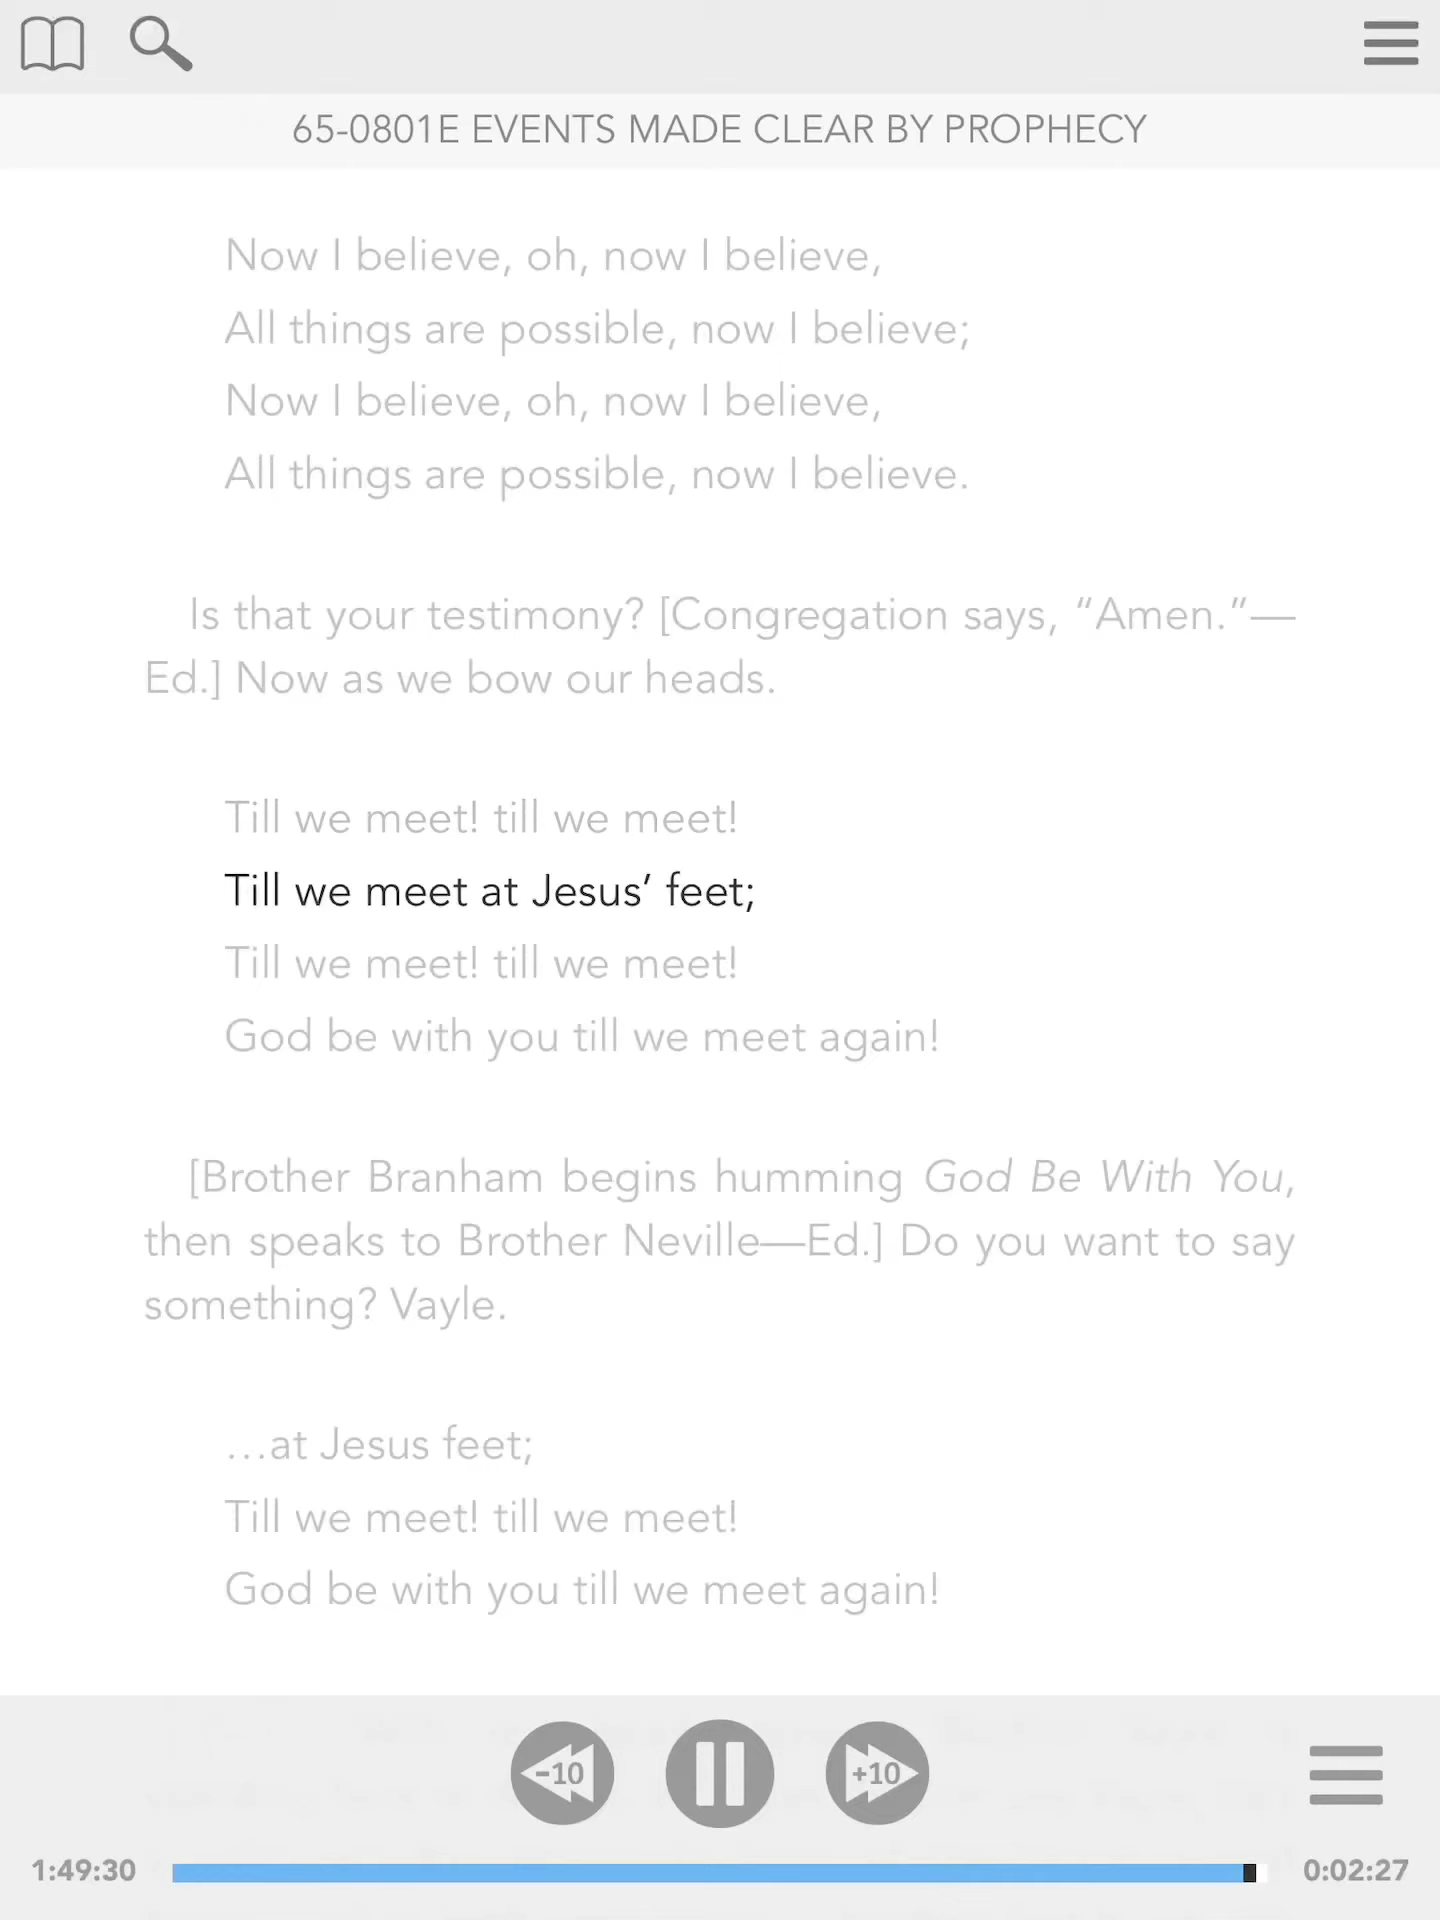 65-0801E EVENTS MADE CLEAR BY PROPHECY
Now I believe, oh, now I believe,
All things are possible, now I believe;
Now I believe, oh, now I believe,
All things are possible, now I believe.
Is that your testimony? [Congregation says, “Amen.”—
Ed.] Now as we bow our heads.
Till we meet! till we meet!
Till we meet at Jesus’ feet;
Till we meet! till we meet!
God be with you till we meet again!
[Brother Branham begins humming God Be With You,
then speaks to Brother Neville—Ed.] Do you want to say
something? Vayle.
…at Jesus feet;
Till we meet! till we meet!
God be with you till we meet again!
-10 +10
1:49:30 0:02:27